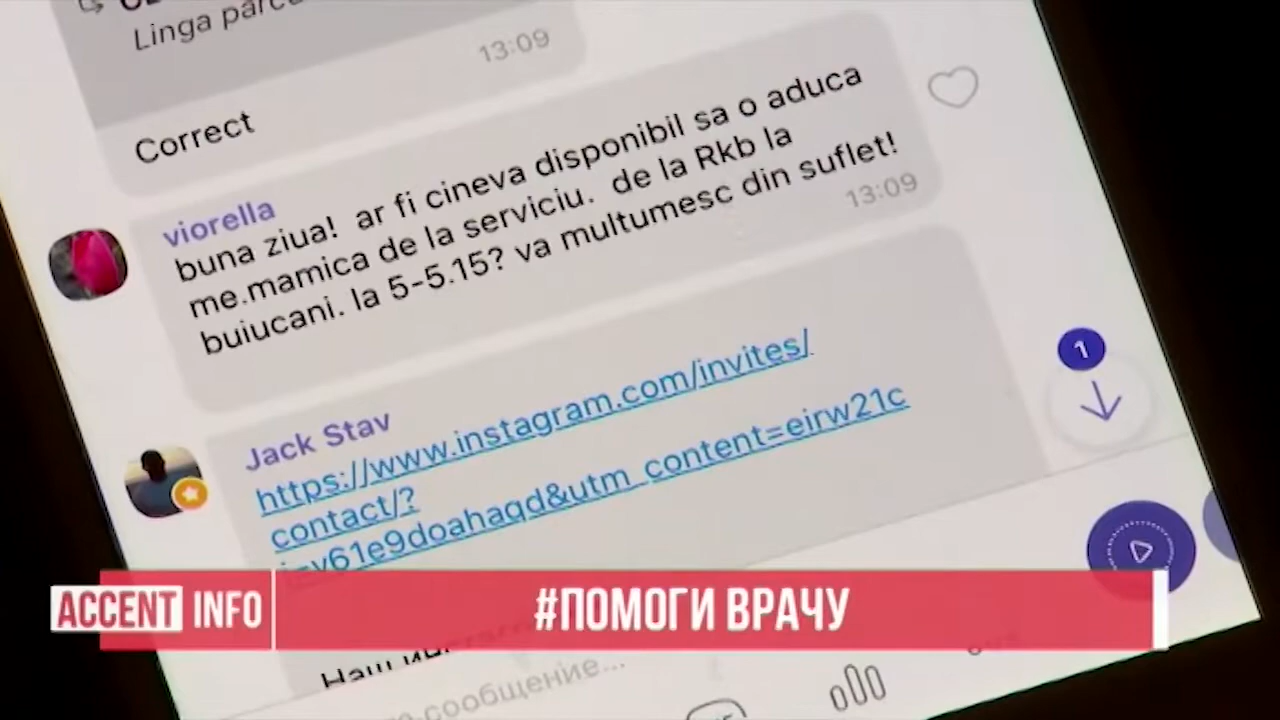 Linga
13:09
Correct
viorella
buna ziua! ar fi cineva disponibil sa o aduca
me.mamica de la serviciu. de la Rkb la
buiucani. la 5-5.15? va multumesc din suflet!
13:09
Jack Stav
https://www.instagram.com/invites/
contact/?
i=y61e9doahaqd&utm_content=eirw21c
1
ACCENT INFO
#ПОМОГИ ВРАЧУ
Наш
сообщение...